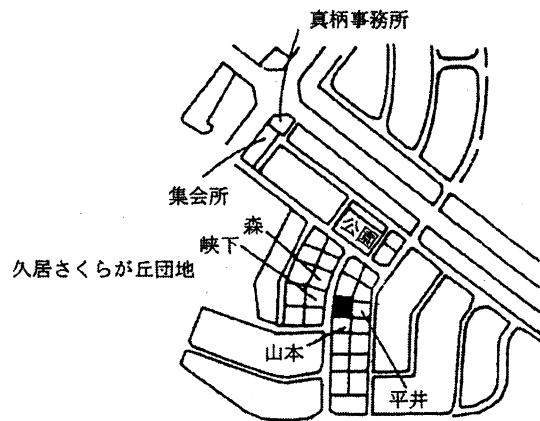 真柄事務所
集会所
公園
森
峡下
久居さくらが丘団地
山本
平井